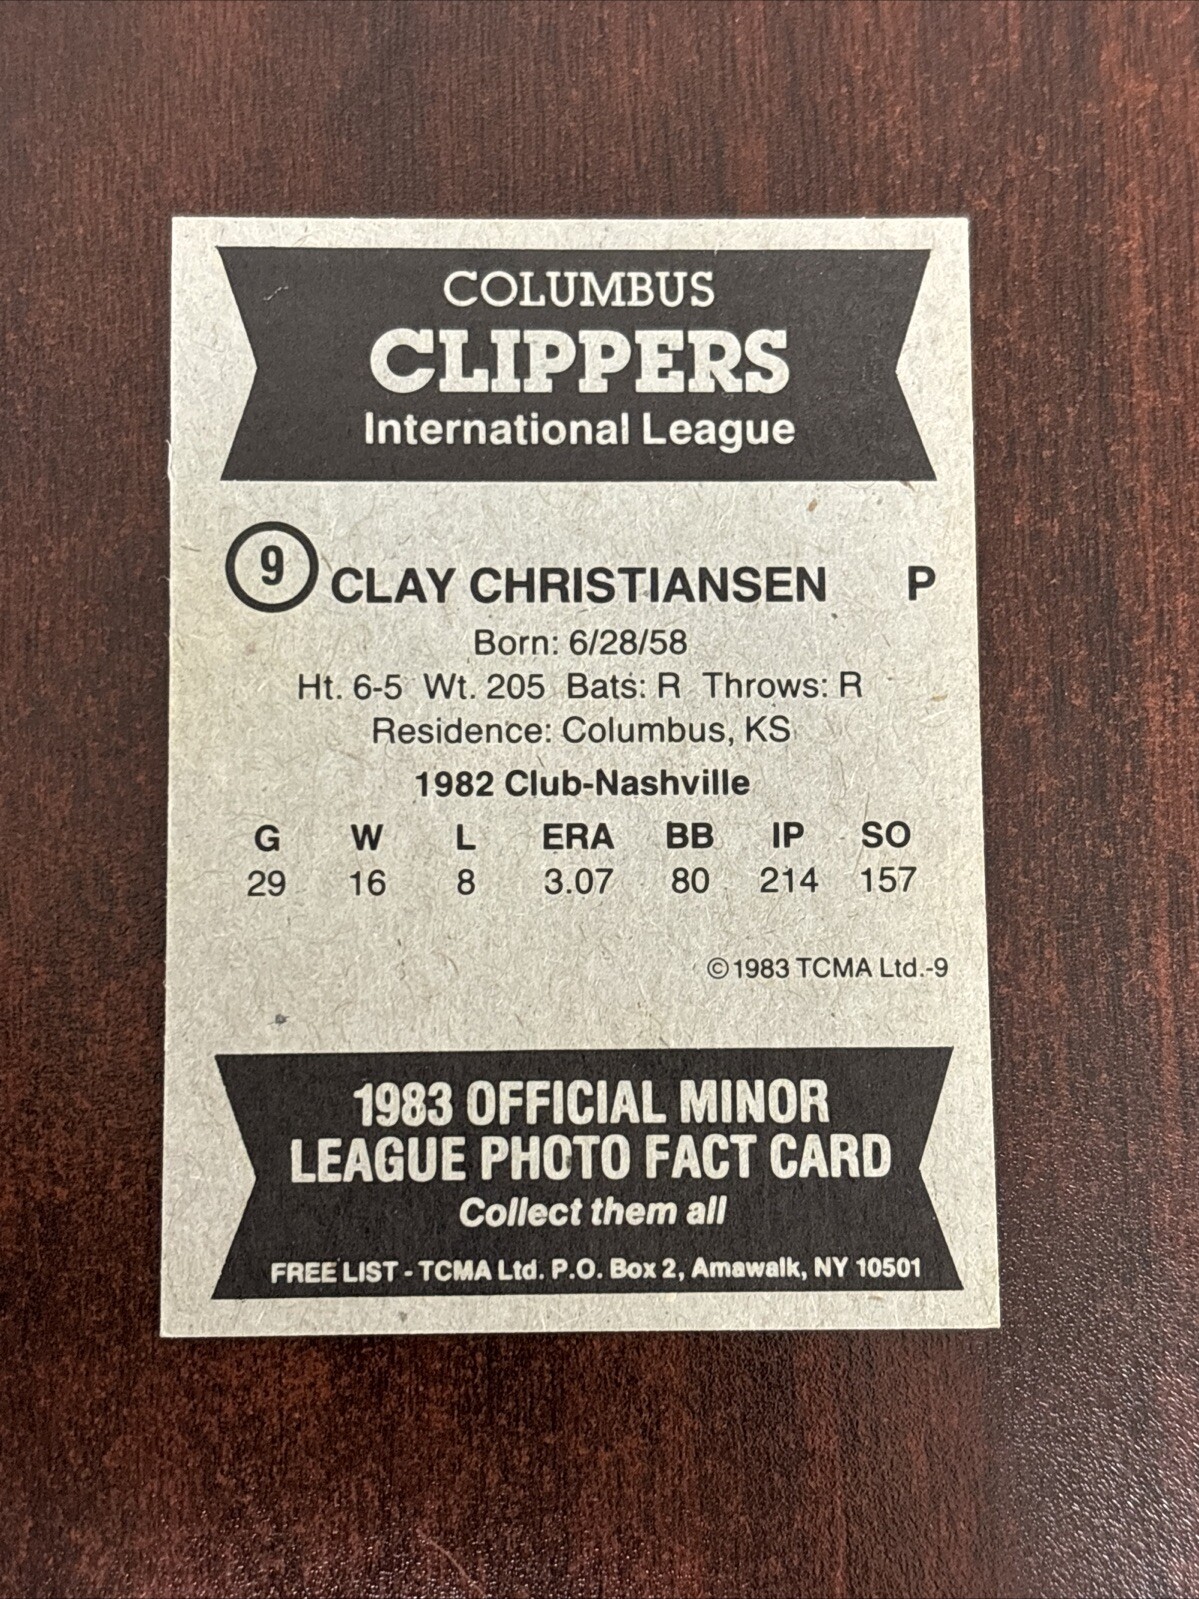 COLUMBUS
CLIPPERS
International League
9 CLAY CHRISTIANSEN P
Born: 6/28/58
Ht. 6-5 Wt. 205 Bats: R Throws: R
Residence: Columbus, KS
1982 Club-Nashville
G W L ERA BB IP SO
29 16 8 3.07 80 214 157
©1983 TCMA Ltd.-9
1983 OFFICIAL MINOR
LEAGUE PHOTO FACT CARD
Collect them all
FREE LIST - TCMA Ltd. P.O. Box 2, Amawalk, NY 10501